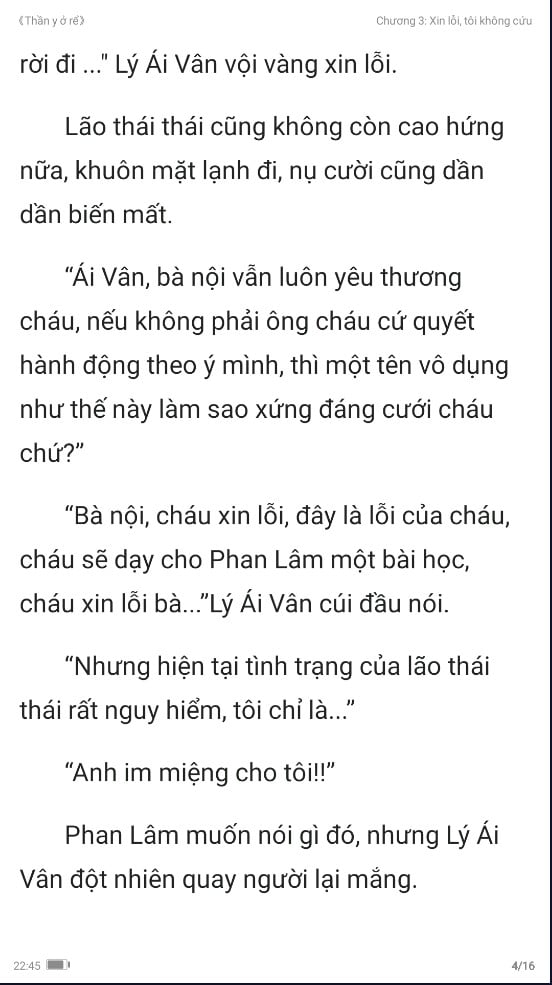 《Thần y ở rể》
Chương 3: Xin lỗi, tôi không cứu
rời đi ..." Lý Ái Vân vội vàng xin lỗi.
Lão thái thái cũng không còn cao hứng
nữa, khuôn mặt lạnh đi, nụ cười cũng dần
dần biến mất.
“Ái Vân, bà nội vẫn luôn yêu thương
cháu, nếu không phải ông cháu cứ quyết
hành động theo ý mình, thì một tên vô dụng
như thế này làm sao xứng đáng cưới cháu
chứ?”
“Bà nội, cháu xin lỗi, đây là lỗi của cháu,
cháu sẽ dạy cho Phan Lâm một bài học,
cháu xin lỗi bà...”Lý Ái Vân cúi đầu nói.
“Nhưng hiện tại tình trạng của lão thái
thái rất nguy hiểm, tôi chỉ là...”
“Anh im miệng cho tôi!!”
Phan Lâm muốn nói gì đó, nhưng Lý Ái
Vân đột nhiên quay người lại mắng.
22:45
4/16